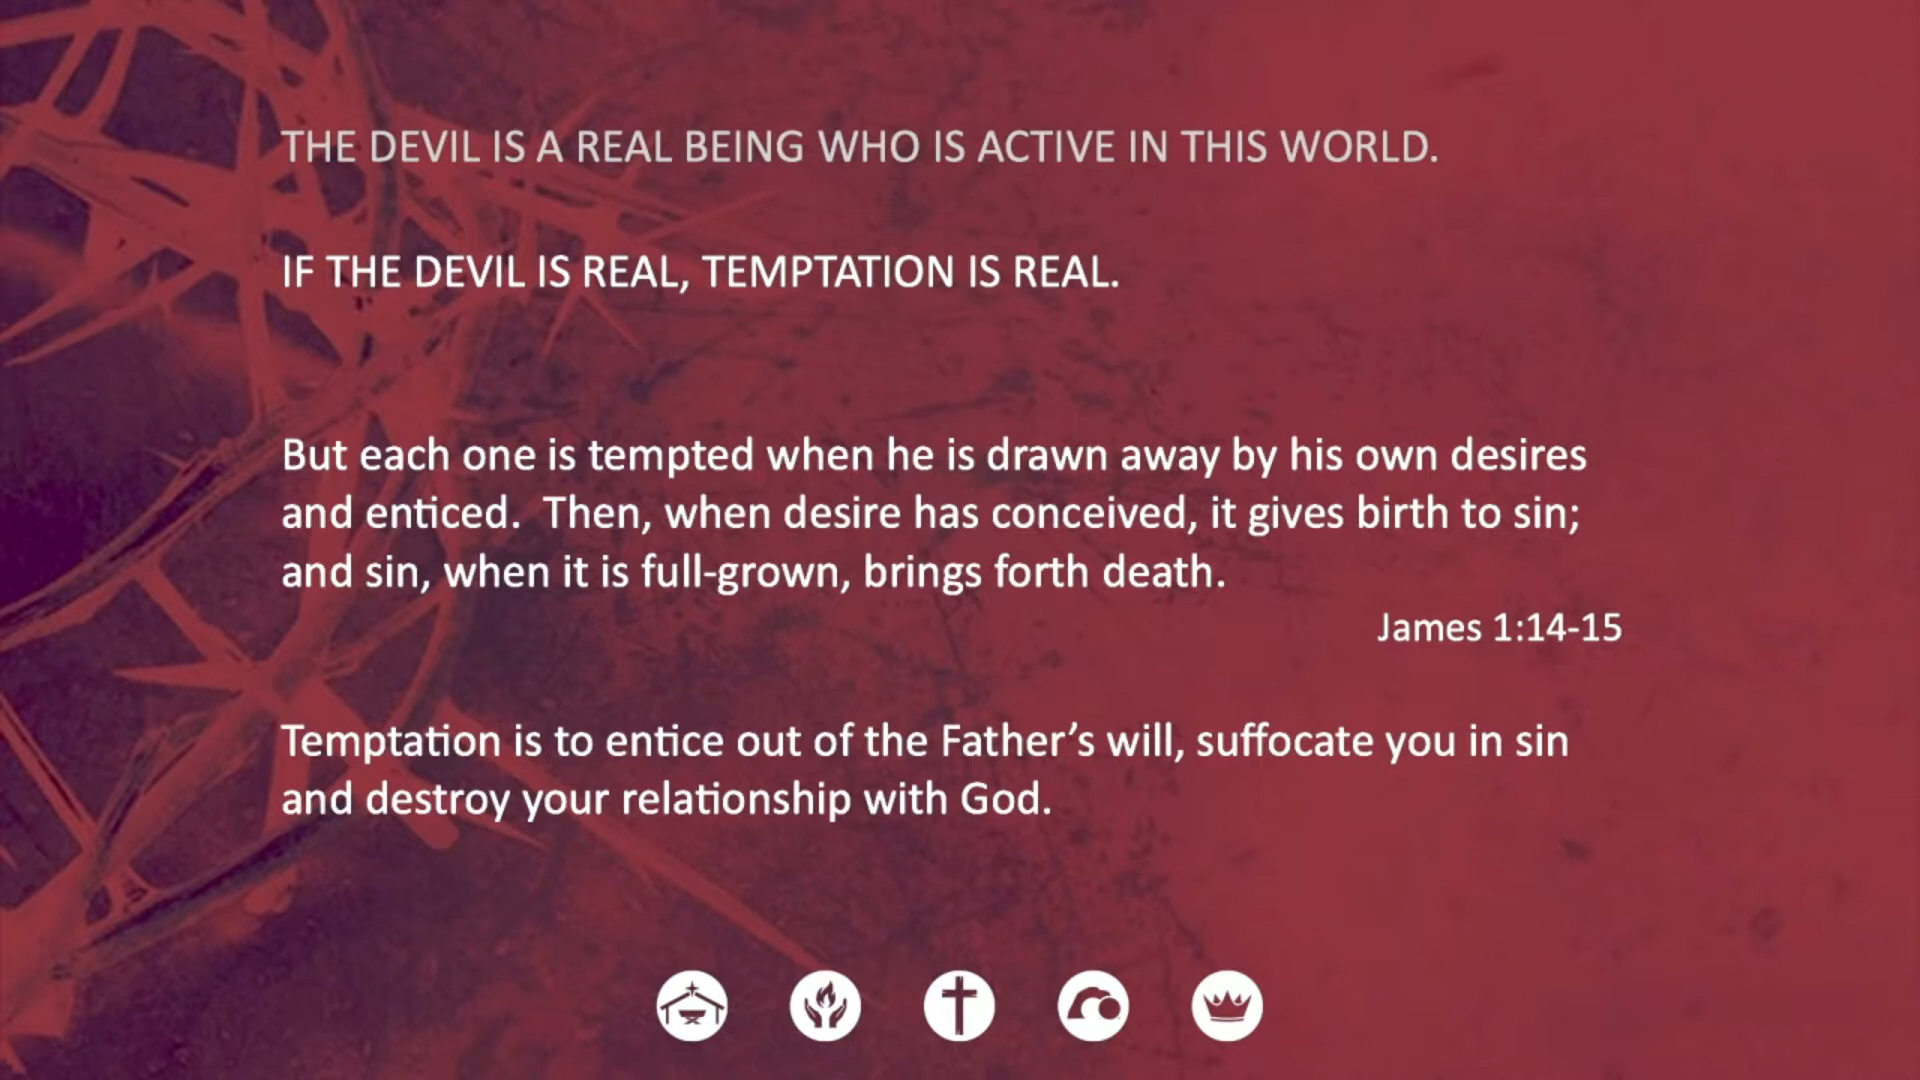 THE DEVIL IS A REAL BEING WHO IS ACTIVE IN THIS WORLD.
IF THE DEVIL IS REAL, TEMPTATION IS REAL.
But each one is tempted when he is drawn away by his own desires
and enticed.  Then, when desire has conceived, it gives birth to sin;
and sin, when it is full-grown, brings forth death.
James 1:14-15
Temptation is to entice out of the Father’s will, suffocate you in sin
and destroy your relationship with God.